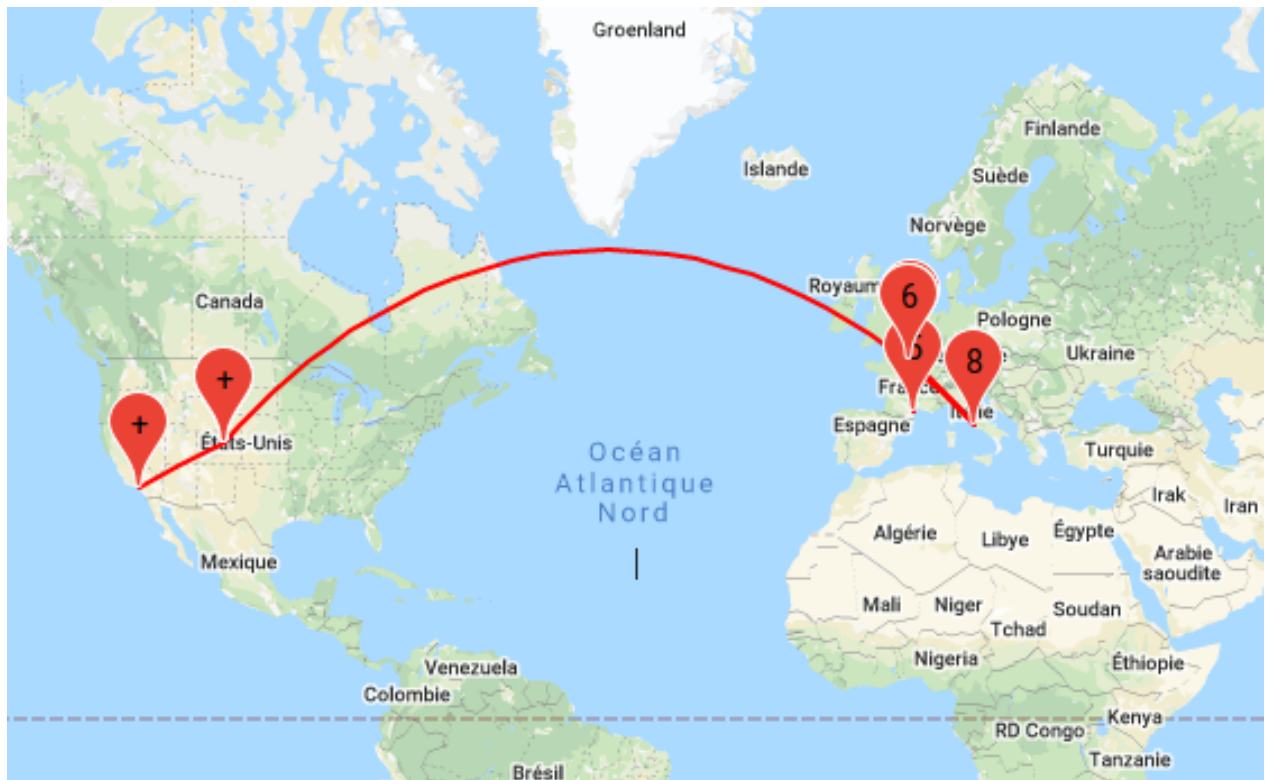 Groenland
Finlande
Islande
Suède
Norvège
Canada
Royaum
6
Pologne
Ukraine
5
8
France
Italie
Espagne
+
+
États-Unis
Océan
Atlantique
Nord
Turquie
Irak
Iran
Algérie
Libye
Égypte
Arabie
saoudite
Mexique
Mali
Niger
Soudan
Tchad
Nigeria
Éthiopie
Venezuela
Colombie
Kenya
RD Congo
Tanzanie
Brésil